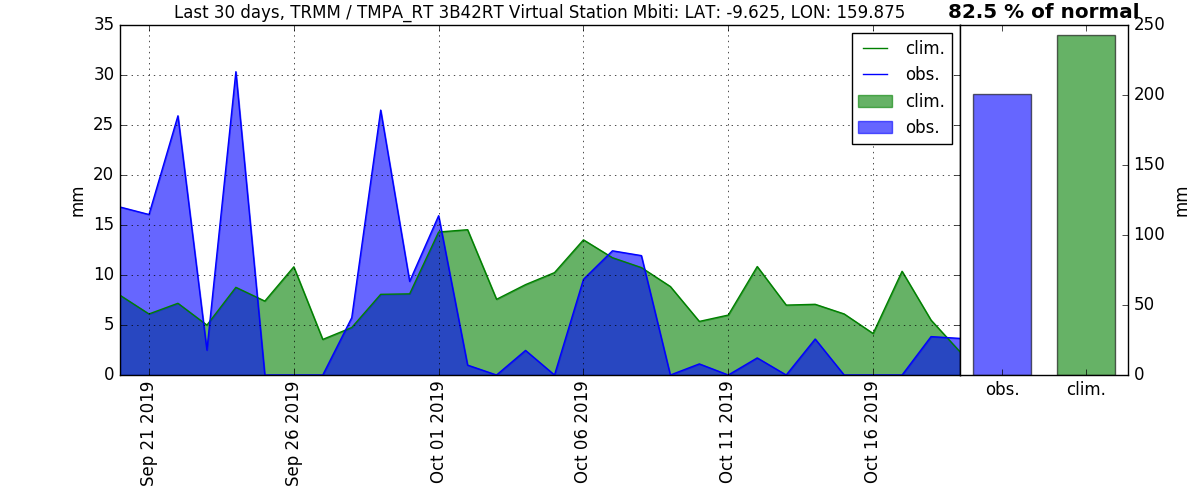 Last 30 days, TRMM / TMPA_RT 3B42RT Virtual Station Mbiti: LAT: -9.625, LON: 159.875
82.5 % of normal
35
30
25
20
15
10
5
0
mm
clim.
obs.
clim.
obs.
Sep 21 2019
Sep 26 2019
Oct 01 2019
Oct 06 2019
Oct 11 2019
Oct 16 2019
250
200
150
100
50
0
mm
obs.
clim.